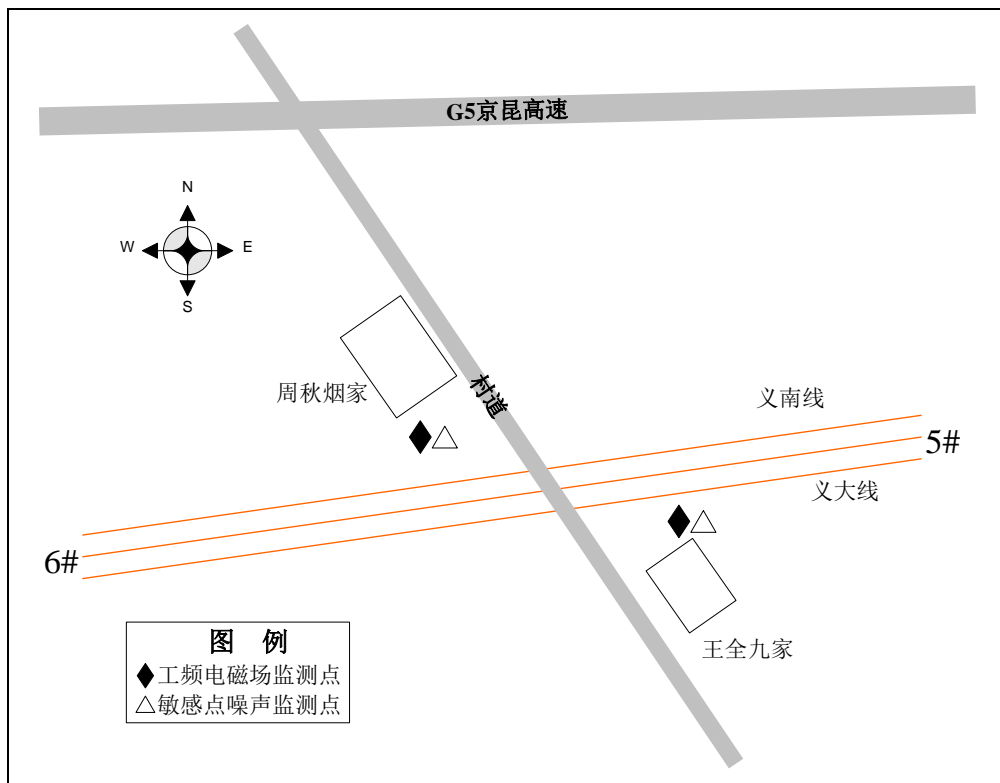 G5京昆高速
N
W
E
S
周秋烟家
村道
义南线
5#
义大线
6#
王全九家
图 例
工频电磁场监测点
敏感点噪声监测点